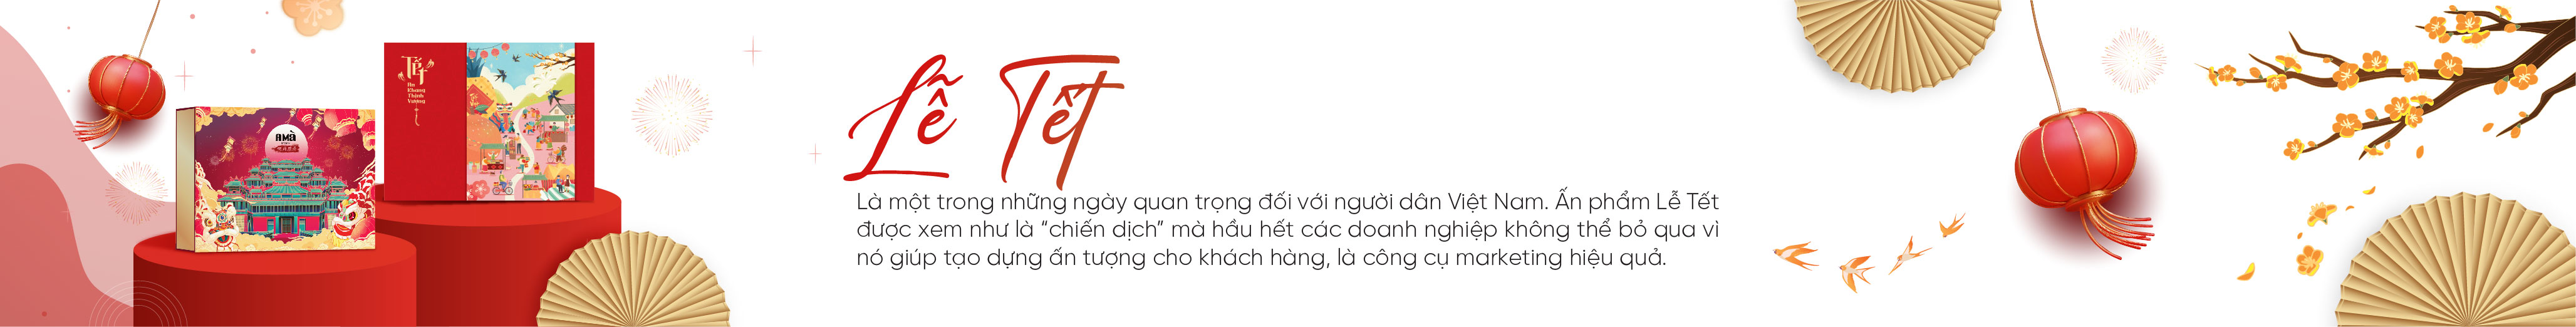 Tết
An
Khang
Thịnh
Vượng
AMÀ
Lễ Tết
Là một trong những ngày quan trọng đối với người dân Việt Nam. Ấn phẩm Lễ Tết
được xem như là “chiến dịch” mà hầu hết các doanh nghiệp không thể bỏ qua vì
nó giúp tạo dựng ấn tượng cho khách hàng, là công cụ marketing hiệu quả.